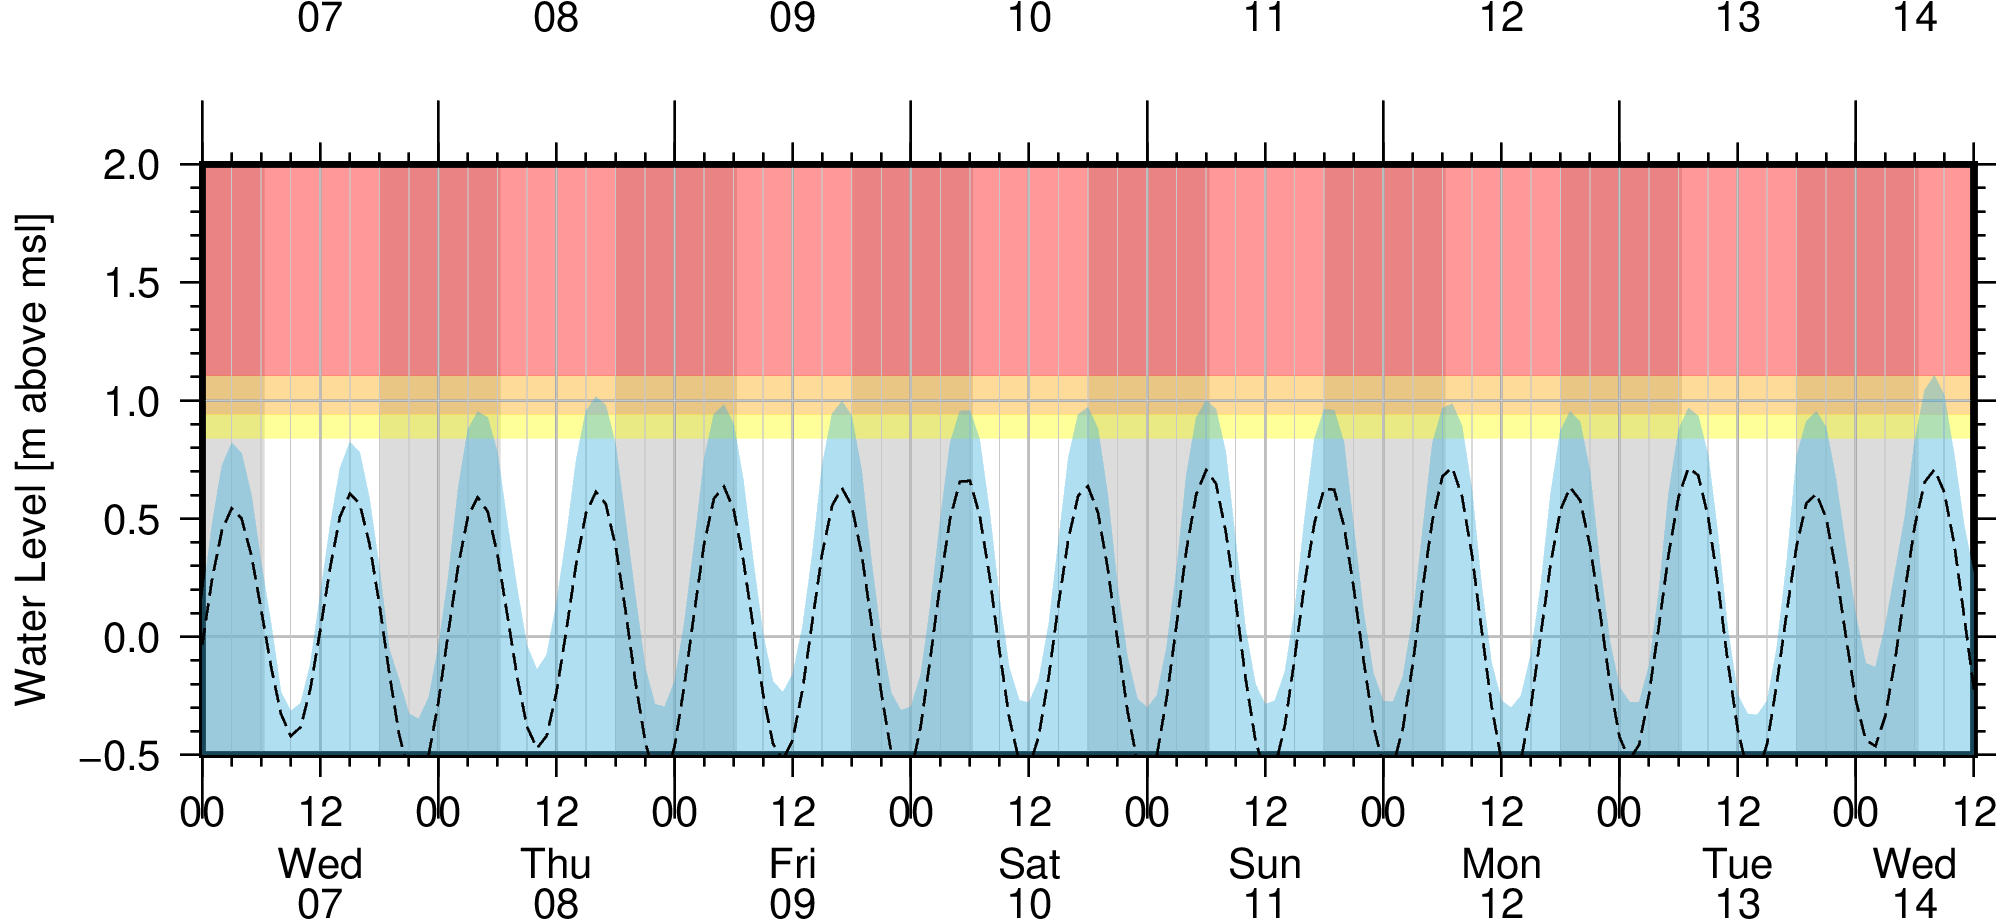 07 08 09 10 11 12 13 14
Water Level [m above msl]
2.0
1.5
1.0
0.5
0.0
−0.5
00 12 00 12 00 12 00 12 00 12 00 12 00 12 00 12
Wed Thu Fri Sat Sun Mon Tue Wed
07 08 09 10 11 12 13 14